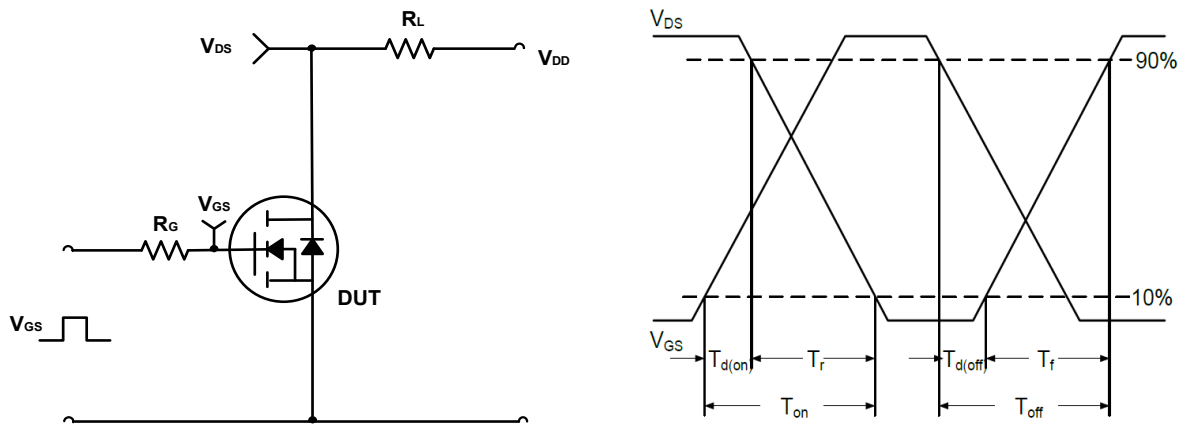 RL
VDS
VDD
VGS
RG
DUT
VGS
VDS
90%
10%
VGS
Td(on)
Tr
Td(off)
Tf
Ton
Toff